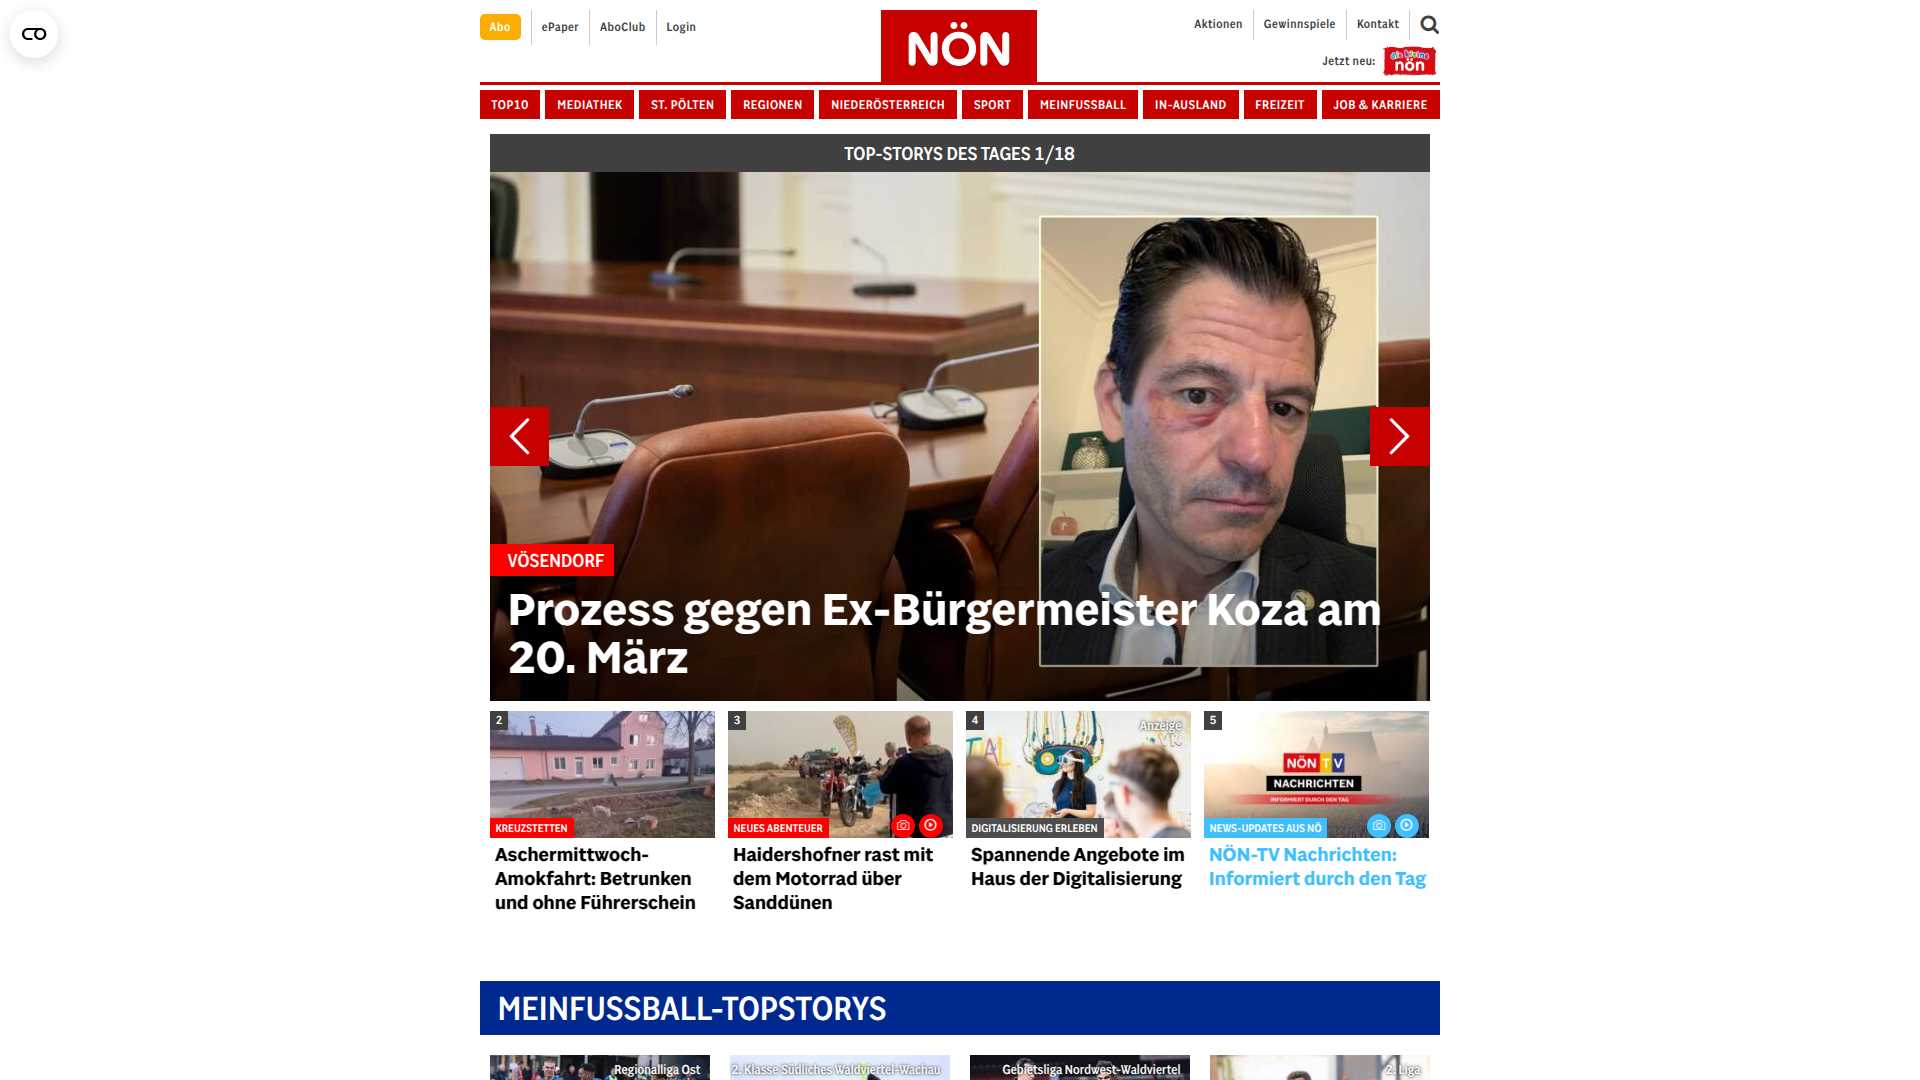 Abo
ePaper
AboClub
Login
NÖN
Aktionen
Gewinnspiele
Kontakt
Jetzt neu:
die kleine
nön
TOP10
MEDIATHEK
ST. PÖLTEN
REGIONEN
NIEDERÖSTERREICH
SPORT
MEINFUSSBALL
IN-AUSLAND
FREIZEIT
JOB & KARRIERE
TOP-STORYS DES TAGES 1/18
VÖSENDORF
Prozess gegen Ex-Bürgermeister Koza am
20. März
2
KREUZSTETTEN
Aschermittwoch-
Amokfahrt: Betrunken
und ohne Führerschein
3
NEUES ABENTEUER
Haidershofner rast mit
dem Motorrad über
Sanddünen
4
Anzeige
DIGITALISIERUNG ERLEBEN
Spannende Angebote im
Haus der Digitalisierung
5
NÖN TV
NACHRICHTEN
INFORMIERT DURCH DEN TAG
NEWS-UPDATES AUS NÖ
NÖN-TV Nachrichten:
Informiert durch den Tag
MEINFUSSBALL-TOPSTORYS
Regionalliga Ost
2. Klasse Südliches Waldviertel-Wachau
Gebietsliga Nordwest-Waldviertel
2. Liga